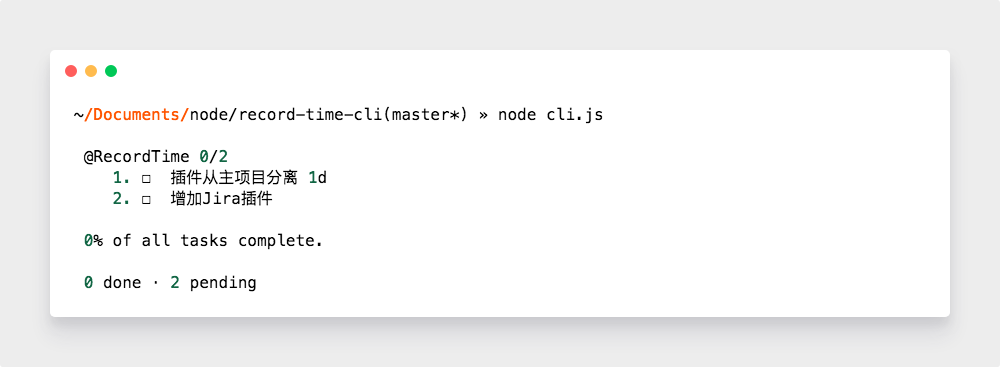 ~/Documents/node/record-time-cli(master*) » node cli.js
@RecordTime 0/2
1. □ 插件从主项目分离 1d
2. □ 增加Jira插件
0% of all tasks complete.
0 done · 2 pending